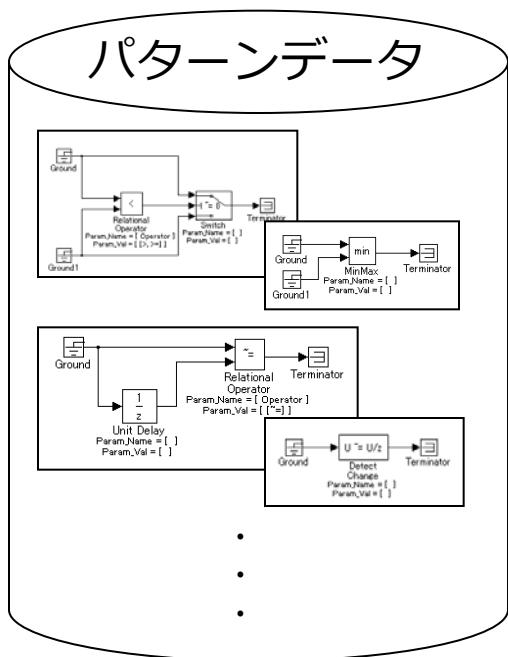 パターンデータ
Ground
<
Relational
Operator
Param_Name = [ Operator ]
Param_Val = [ [>, >=] ]
~= 0
Switch
Param_Name = [ ]
Param_Val = [ ]
Terminator
Ground1
Ground
min
MinMax
Param_Name = [ ]
Param_Val = [ ]
Terminator
Ground1
Ground
~=
Relational
Operator
Param_Name = [ Operator ]
Param_Val = [ [~=] ]
Terminator
1
z
Unit Delay
Param_Name = [ ]
Param_Val = [ ]
Ground
U ~= U/z
Detect
Change
Param_Name = [ ]
Param_Val = [ ]
Terminator